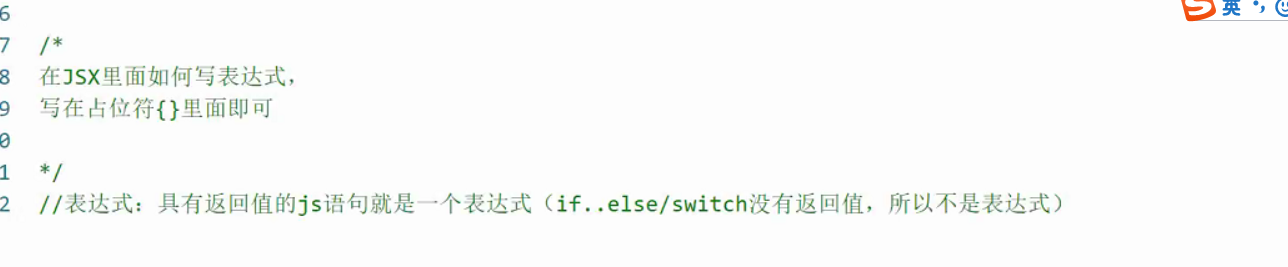 6
7 /*
8 在JSX里面如何写表达式，
9 写在占位符{}里面即可
0
1 */
2 //表达式：具有返回值的js语句就是一个表达式（if..else/switch没有返回值，所以不是表达式）
英